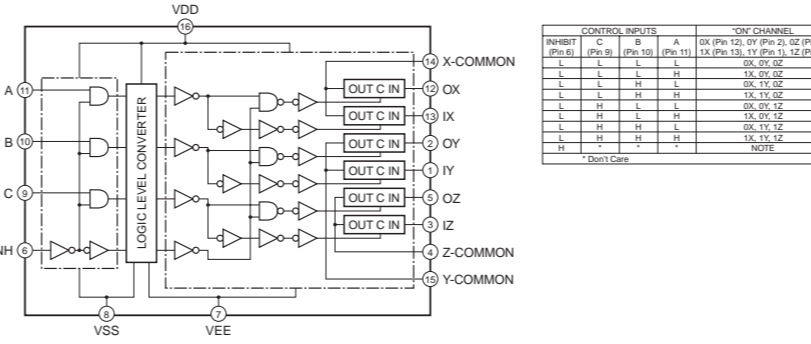 VDD
16
14 X-COMMON
A 11
OUT C IN
12 OX
OUT C IN
13 IX
B 10
LOGIC LEVEL CONVERTER
OUT C IN
2 OY
OUT C IN
1 IY
C 9
OUT C IN
5 OZ
OUT C IN
3 IZ
NH 6
4 Z-COMMON
15 Y-COMMON
8
7
VSS
VEE
CONTROL INPUTS "ON" CHANNEL
INHIBIT (Pin 6) C (Pin 9) B (Pin 10) A (Pin 11) 0X (Pin 12), 0Y (Pin 2), 0Z
1X (Pin 13), 1Y (Pin 1), 1Z
L L L L 0X, 0Y, 0Z
L L L H 1X, 0Y, 0Z
L L H L 0X, 1Y, 0Z
L L H H 1X, 1Y, 0Z
L H L L 0X, 0Y, 1Z
L H L H 1X, 0Y, 1Z
L H H L 0X, 1Y, 1Z
L H H H 1X, 1Y, 1Z
H * * * NOTE
* Don't Care